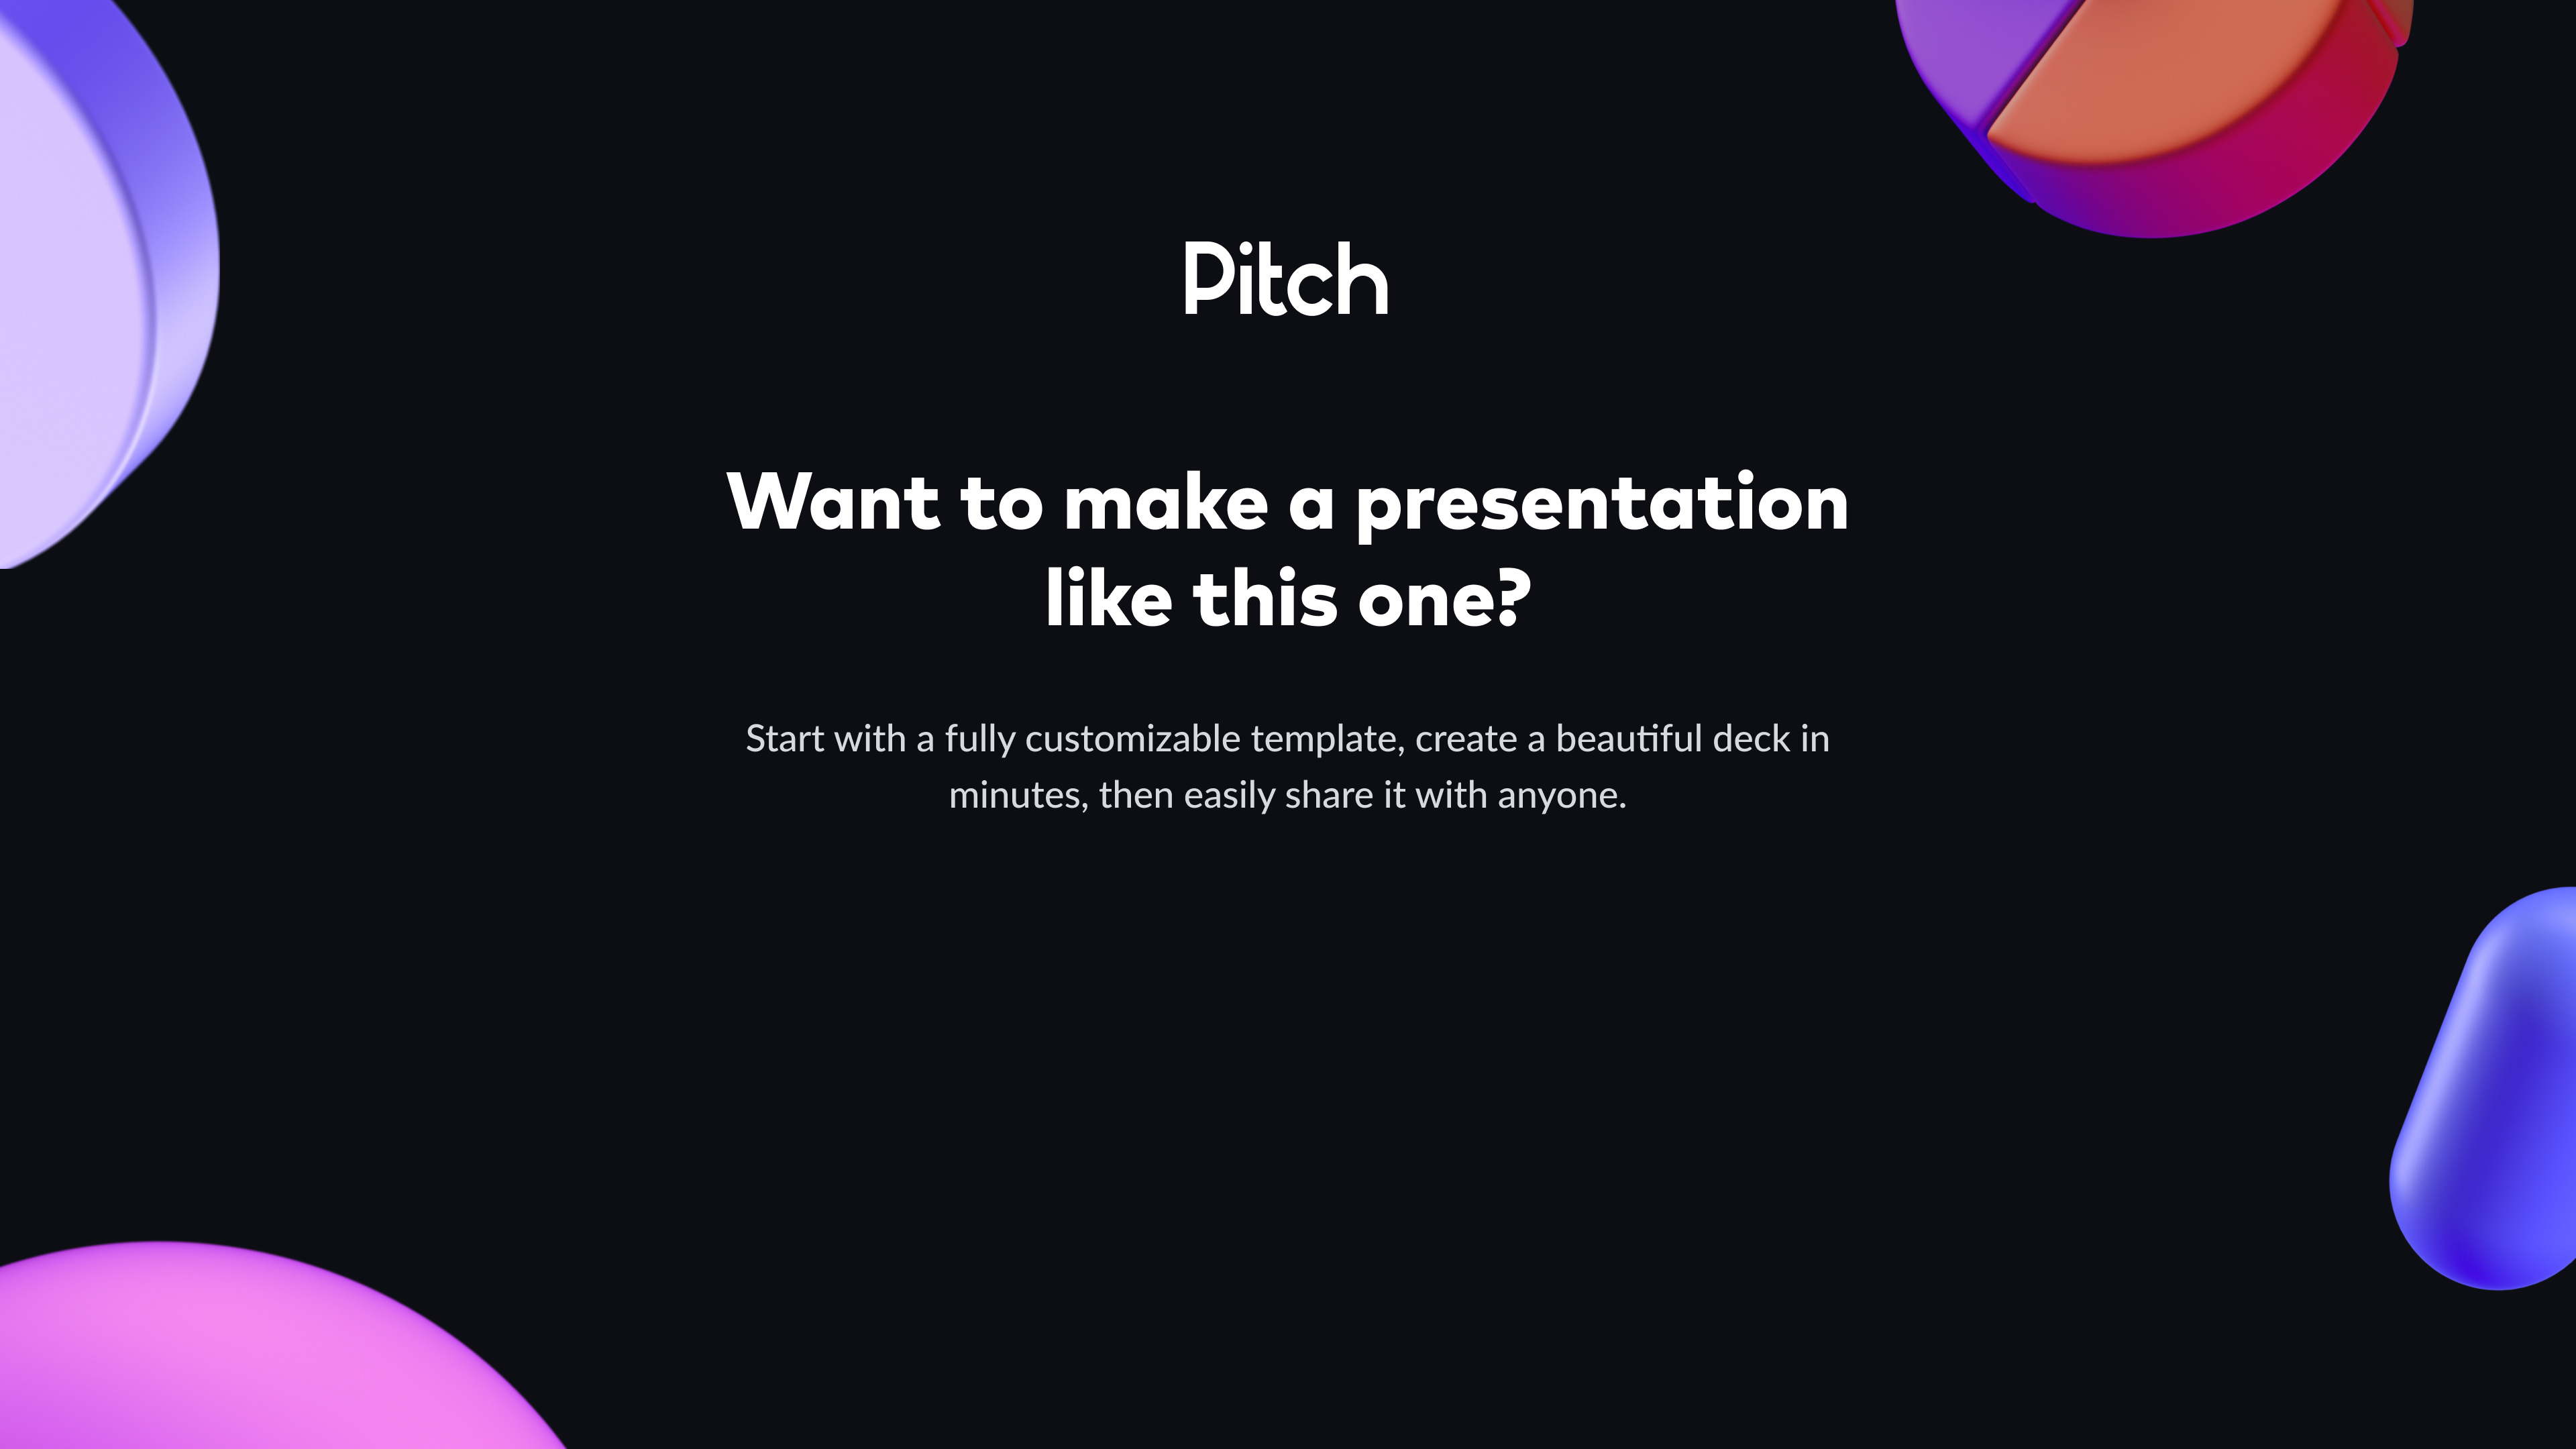 Pitch
Want to make a presentation
like this one?
Start with a fully customizable template, create a beautiful deck in
minutes, then easily share it with anyone.